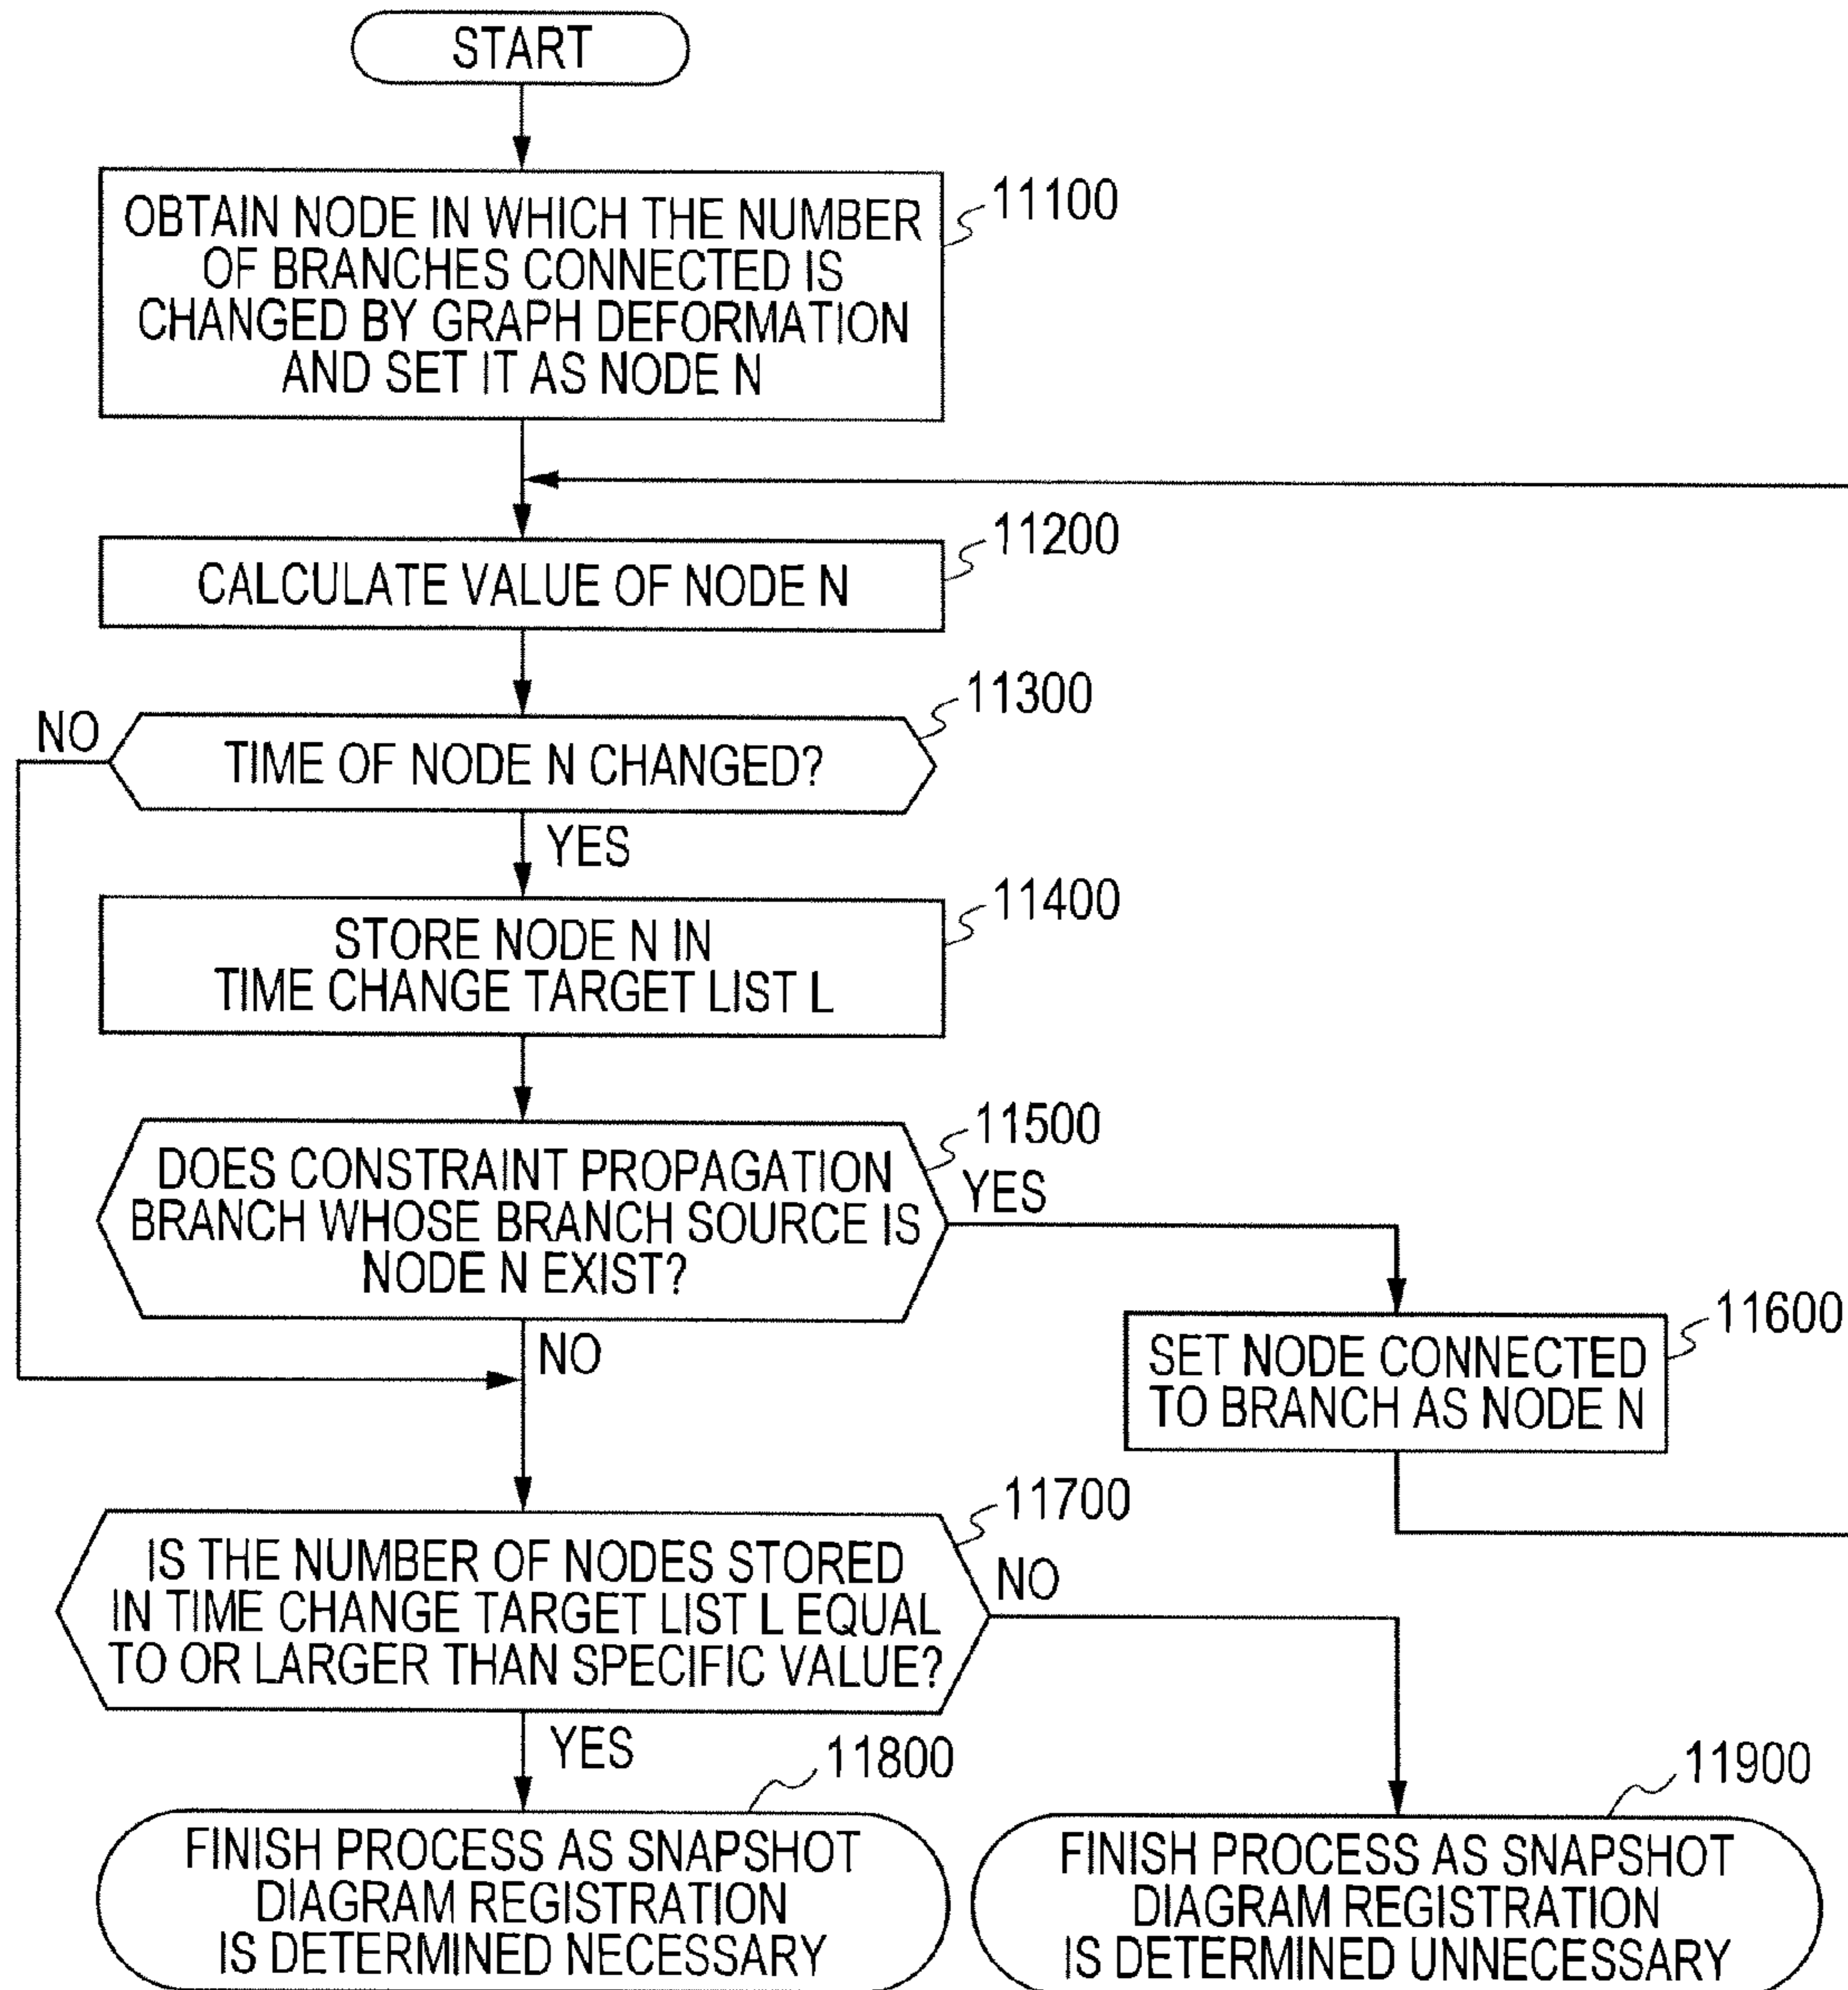 START
OBTAIN NODE IN WHICH THE NUMBER
OF BRANCHES CONNECTED IS
CHANGED BY GRAPH DEFORMATION
AND SET IT AS NODE N
11100
CALCULATE VALUE OF NODE N
11200
NO
TIME OF NODE N CHANGED?
11300
YES
STORE NODE N IN
TIME CHANGE TARGET LIST L
11400
DOES CONSTRAINT PROPAGATION
BRANCH WHOSE BRANCH SOURCE IS
NODE N EXIST?
11500
YES
NO
SET NODE CONNECTED
TO BRANCH AS NODE N
11600
IS THE NUMBER OF NODES STORED
IN TIME CHANGE TARGET LIST L EQUAL
TO OR LARGER THAN SPECIFIC VALUE?
11700
NO
YES
11800
FINISH PROCESS AS SNAPSHOT
DIAGRAM REGISTRATION
IS DETERMINED NECESSARY
11900
FINISH PROCESS AS SNAPSHOT
DIAGRAM REGISTRATION
IS DETERMINED UNNECESSARY